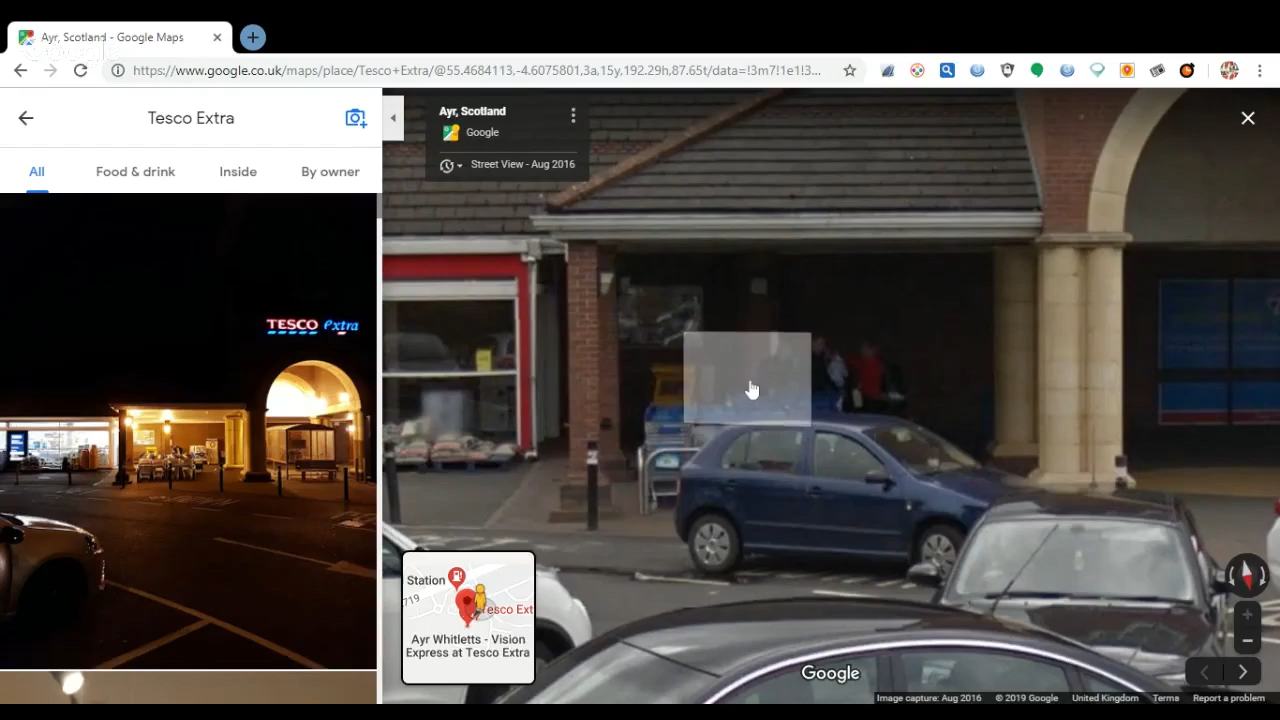 Ayr, Scotland - Google Maps
https://www.google.co.uk/maps/place/Tesco+Extra/@55.4684113,-4.6075801,3a,15y,192.29h,87.65t/data=!3m7!1e1!3...
Tesco Extra
All
Food & drink
Inside
By owner
TESCO extra
Ayr, Scotland
Google
Street View - Aug 2016
Station
719
Tesco Ext
Ayr Whitletts - Vision
Express at Tesco Extra
Google
Image capture: Aug 2016 © 2019 Google United Kingdom Terms Report a problem